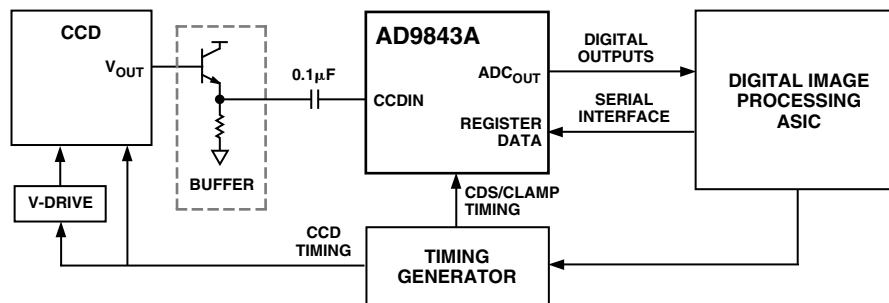 CCD
V_OUT
BUFFER
V-DRIVE
0.1μF
AD9843A
CCDIN
ADC_OUT
REGISTER
DATA
DIGITAL
OUTPUTS
SERIAL
INTERFACE
DIGITAL IMAGE
PROCESSING
ASIC
CDS/CLAMP
TIMING
CCD
TIMING
TIMING
GENERATOR